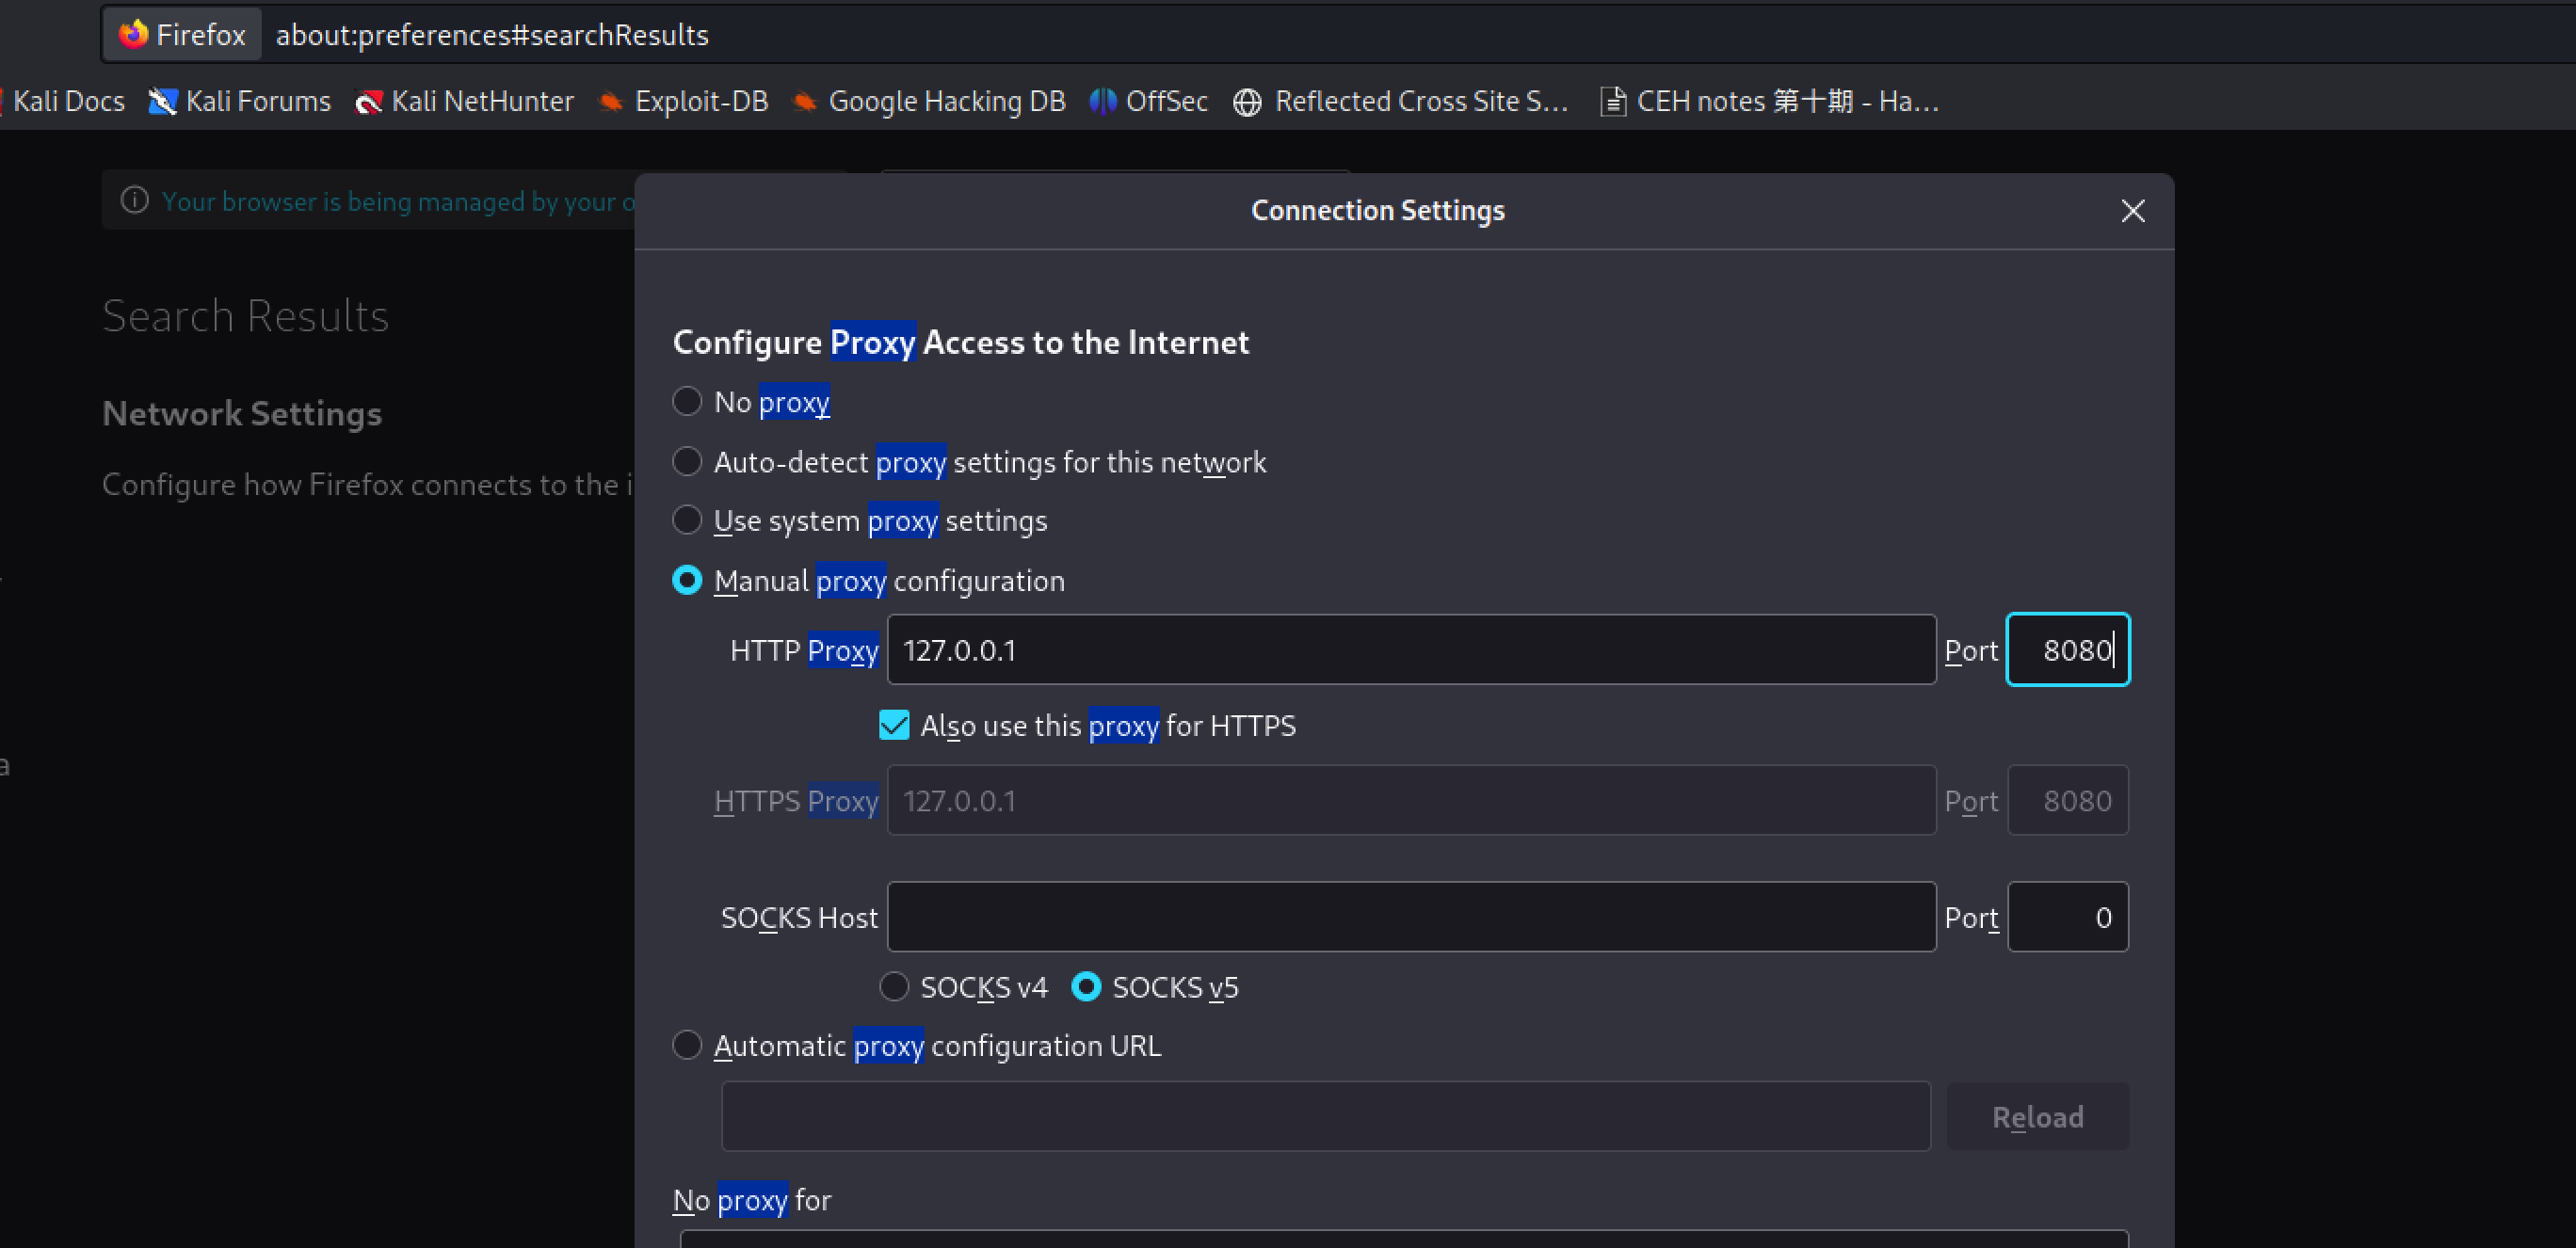 Firefox about:preferences#searchResults
Kali Docs Kali Forums Kali NetHunter Exploit-DB Google Hacking DB OffSec Reflected Cross Site S... CEH notes 第十期 - Ha...
Your browser is being managed by your o
Connection Settings
Search Results
Configure Proxy Access to the Internet
No proxy
Network Settings
Auto-detect proxy settings for this network
Configure how Firefox connects to the i
Use system proxy settings
Manual proxy configuration
HTTP Proxy 127.0.0.1 Port 8080
Also use this proxy for HTTPS
HTTPS Proxy 127.0.0.1 Port 8080
SOCKS Host Port 0
SOCKS v4 SOCKS v5
Automatic proxy configuration URL
Reload
No proxy for